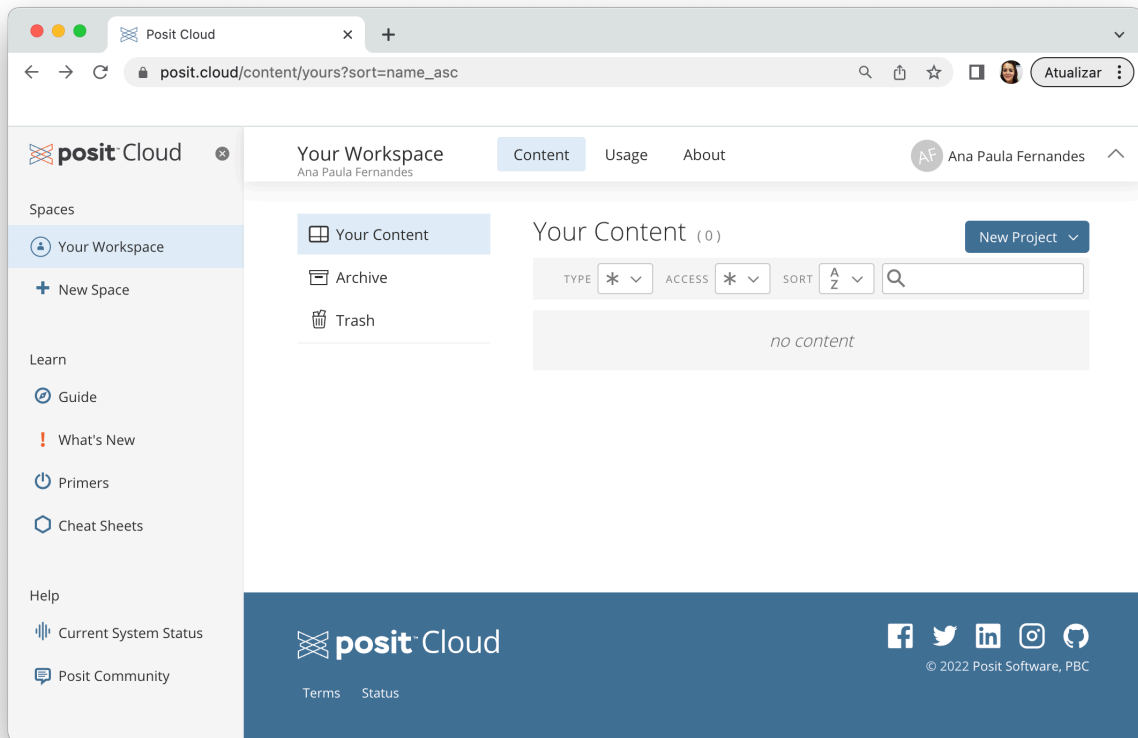 Posit Cloud
posit.cloud/content/yours?sort=name_asc
Atualizar
posit Cloud
Your Workspace
Ana Paula Fernandes
Content
Usage
About
AF
Ana Paula Fernandes
Spaces
Your Workspace
New Space
Learn
Guide
What's New
Primers
Cheat Sheets
Help
Current System Status
Posit Community
Your Content
Archive
Trash
Your Content (0)
New Project
TYPE * ACCESS * SORT A Z
no content
posit Cloud
© 2022 Posit Software, PBC
Terms Status